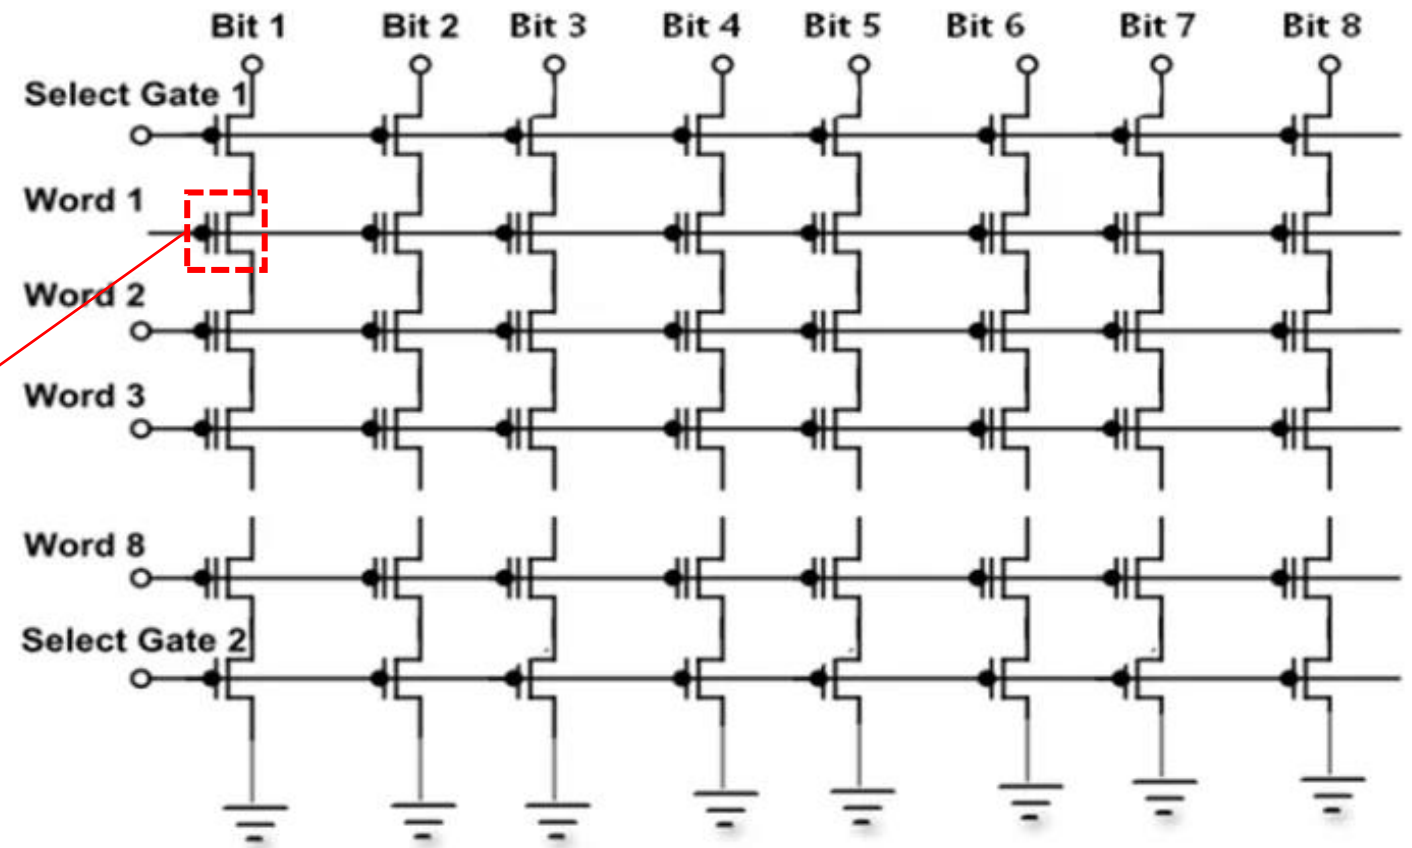 Bit 1 Bit 2 Bit 3 Bit 4 Bit 5 Bit 6 Bit 7 Bit 8
Select Gate 1
Word 1
Word 2
Word 3
Word 8
Select Gate 2